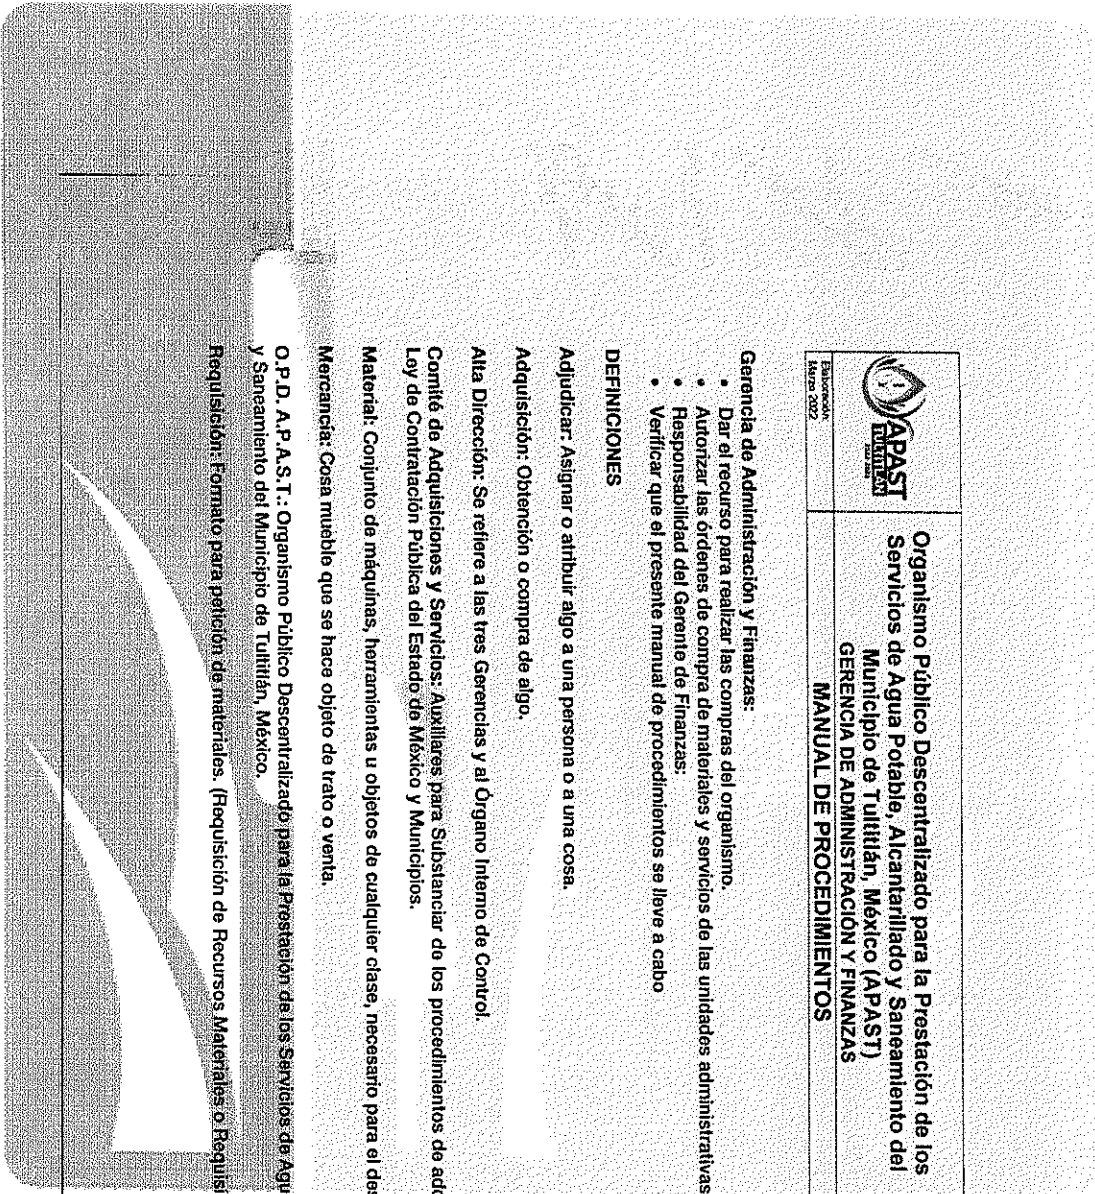 APAST
TULTITLÁN
Organismo Público Descentralizado para la Prestación de los
Servicios de Agua Potable, Alcantarillado y Saneamiento del
Municipio de Tultitlán, México (APAST)
GERENCIA DE ADMINISTRACIÓN Y FINANZAS
Elaboración:
Marzo 2022
MANUAL DE PROCEDIMIENTOS
Gerencia de Administración y Finanzas:
• Dar el recurso para realizar las compras del organismo.
• Autorizar las órdenes de compra de materiales y servicios de las unidades administrativas
• Responsabilidad del Gerente de Finanzas:
• Verificar que el presente manual de procedimientos se lleve a cabo
DEFINICIONES
Adjudicar: Asignar o atribuir algo a una persona o a una cosa.
Adquisición: Obtención o compra de algo.
Alta Dirección: Se refiere a las tres Gerencias y al Órgano Interno de Control.
Comité de Adquisiciones y Servicios: Auxiliares para Substanciar de los procedimientos de
Ley de Contratación Pública del Estado de México y Municipios.
Material: Conjunto de máquinas, herramientas u objetos de cualquier clase, necesario para el
Mercancía: Cosa mueble que se hace objeto de trato o venta.
O.P.D. A.P.A.S.T.: Organismo Público Descentralizado para la Prestación de los Servicios de
y Saneamiento del Municipio de Tultitlán, México.
Requisición: Formato para petición de materiales. (Requisición de Recursos Materiales o